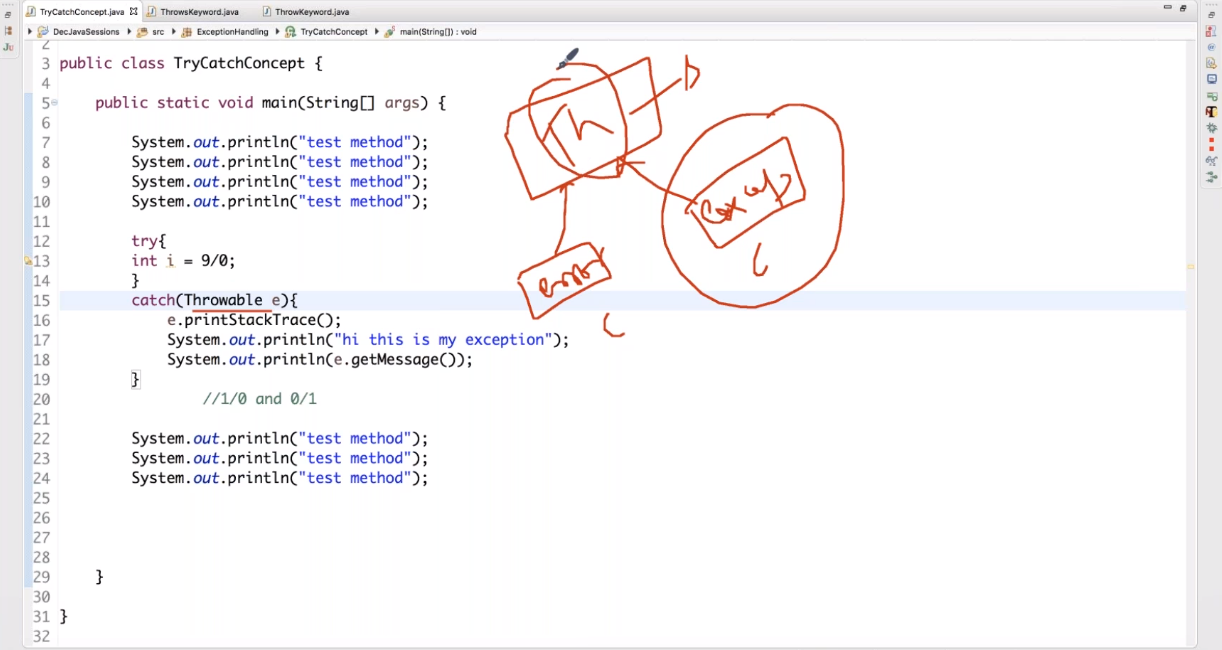 TryCatchConcept.java ThrowsKeyword.java ThrowKeyword.java
DecJavaSessions src ExceptionHandling TryCatchConcept main(String[]) : void
2
3 public class TryCatchConcept {
4
5 public static void main(String[] args) {
6
7 System.out.println("test method");
8 System.out.println("test method");
9 System.out.println("test method");
10 System.out.println("test method");
11
12 try{
13 int i = 9/0;
14 }
15 catch(Throwable e){
16 e.printStackTrace();
17 System.out.println("hi this is my exception");
18 System.out.println(e.getMessage());
19 }
20 //1/0 and 0/1
21
22 System.out.println("test method");
23 System.out.println("test method");
24 System.out.println("test method");
25
26
27
28
29 }
30
31 }
32
Th
error
C
C
Ju